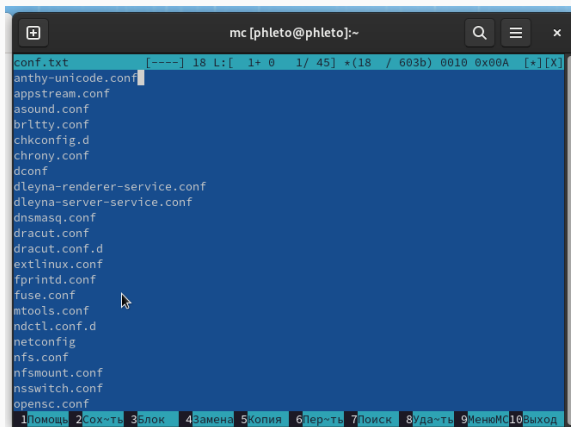 mc [phleto@phleto]:~
conf.txt [----] 18 L:[ 1+ 0 1/ 45] *(18 / 603b) 0010 0x00A [*][X]
anthy-unicode.conf
appstream.conf
asound.conf
brltty.conf
chkconfig.d
chrony.conf
dconf
dleyna-renderer-service.conf
dleyna-server-service.conf
dnsmasq.conf
dracut.conf
dracut.conf.d
extlinux.conf
fprintd.conf
fuse.conf
mtools.conf
ndctl.conf.d
netconfig
nfs.conf
nfsmount.conf
nsswitch.conf
opensc.conf
1Помощь 2Сох~ть 3Блок 4Замена 5Копия 6Пер~ть 7Поиск 8Уда~ть 9МенюMC10Выход